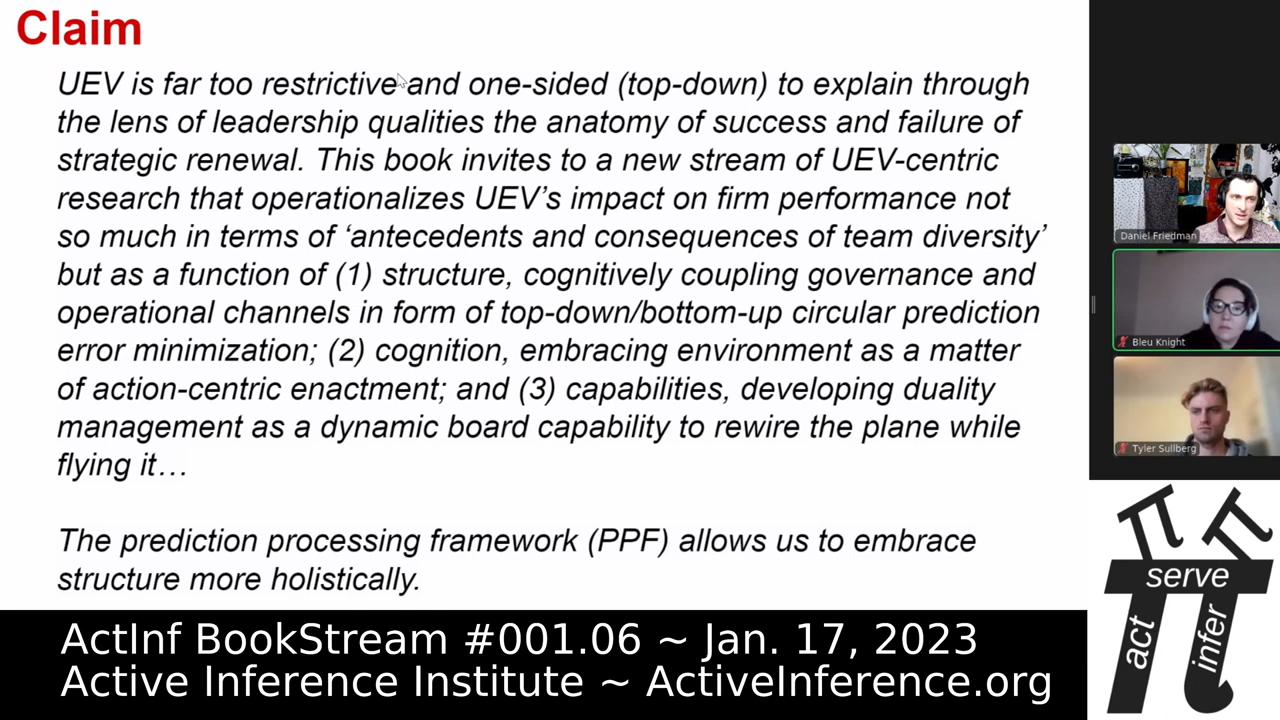 Claim
UEV is far too restrictive and one-sided (top-down) to explain through
the lens of leadership qualities the anatomy of success and failure of
strategic renewal. This book invites to a new stream of UEV-centric
research that operationalizes UEV's impact on firm performance not
so much in terms of ‘antecedents and consequences of team diversity’
but as a function of (1) structure, cognitively coupling governance and
operational channels in form of top-down/bottom-up circular prediction
error minimization; (2) cognition, embracing environment as a matter
of action-centric enactment; and (3) capabilities, developing duality
management as a dynamic board capability to rewire the plane while
flying it…
The prediction processing framework (PPF) allows us to embrace
structure more holistically.
Daniel Friedman
Bleu Knight
Tyler Sullberg
serve
act
infer
ActInf BookStream #001.06 ~ Jan. 17, 2023
Active Inference Institute ~ ActiveInference.org